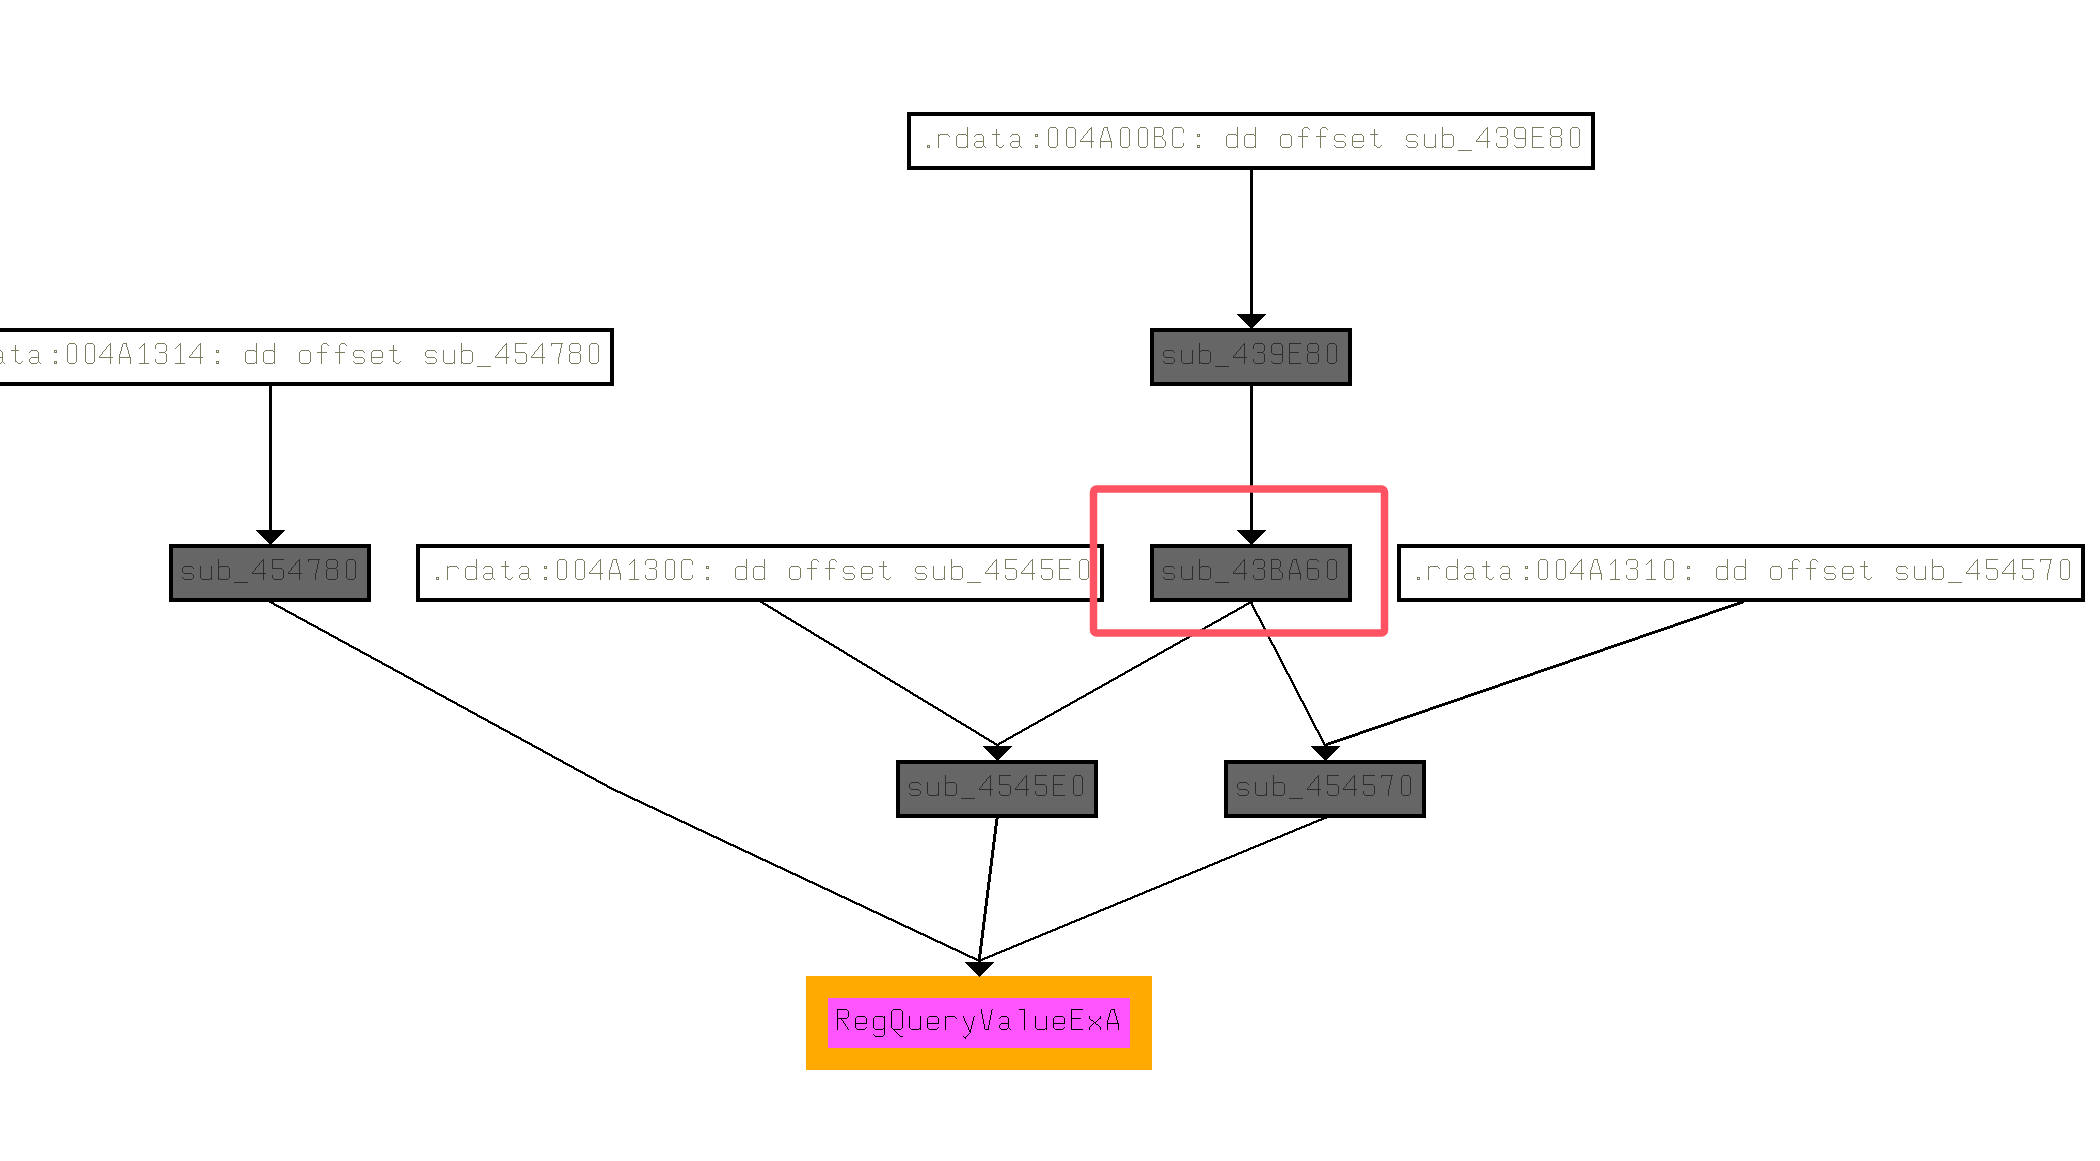 .rdata:004A00BC: dd offset sub_439E80
ata:004A1314: dd offset sub_454780
sub_439E80
sub_454780
.rdata:004A130C: dd offset sub_4545E0
sub_43BA60
.rdata:004A1310: dd offset sub_454570
sub_4545E0
sub_454570
RegQueryValueExA